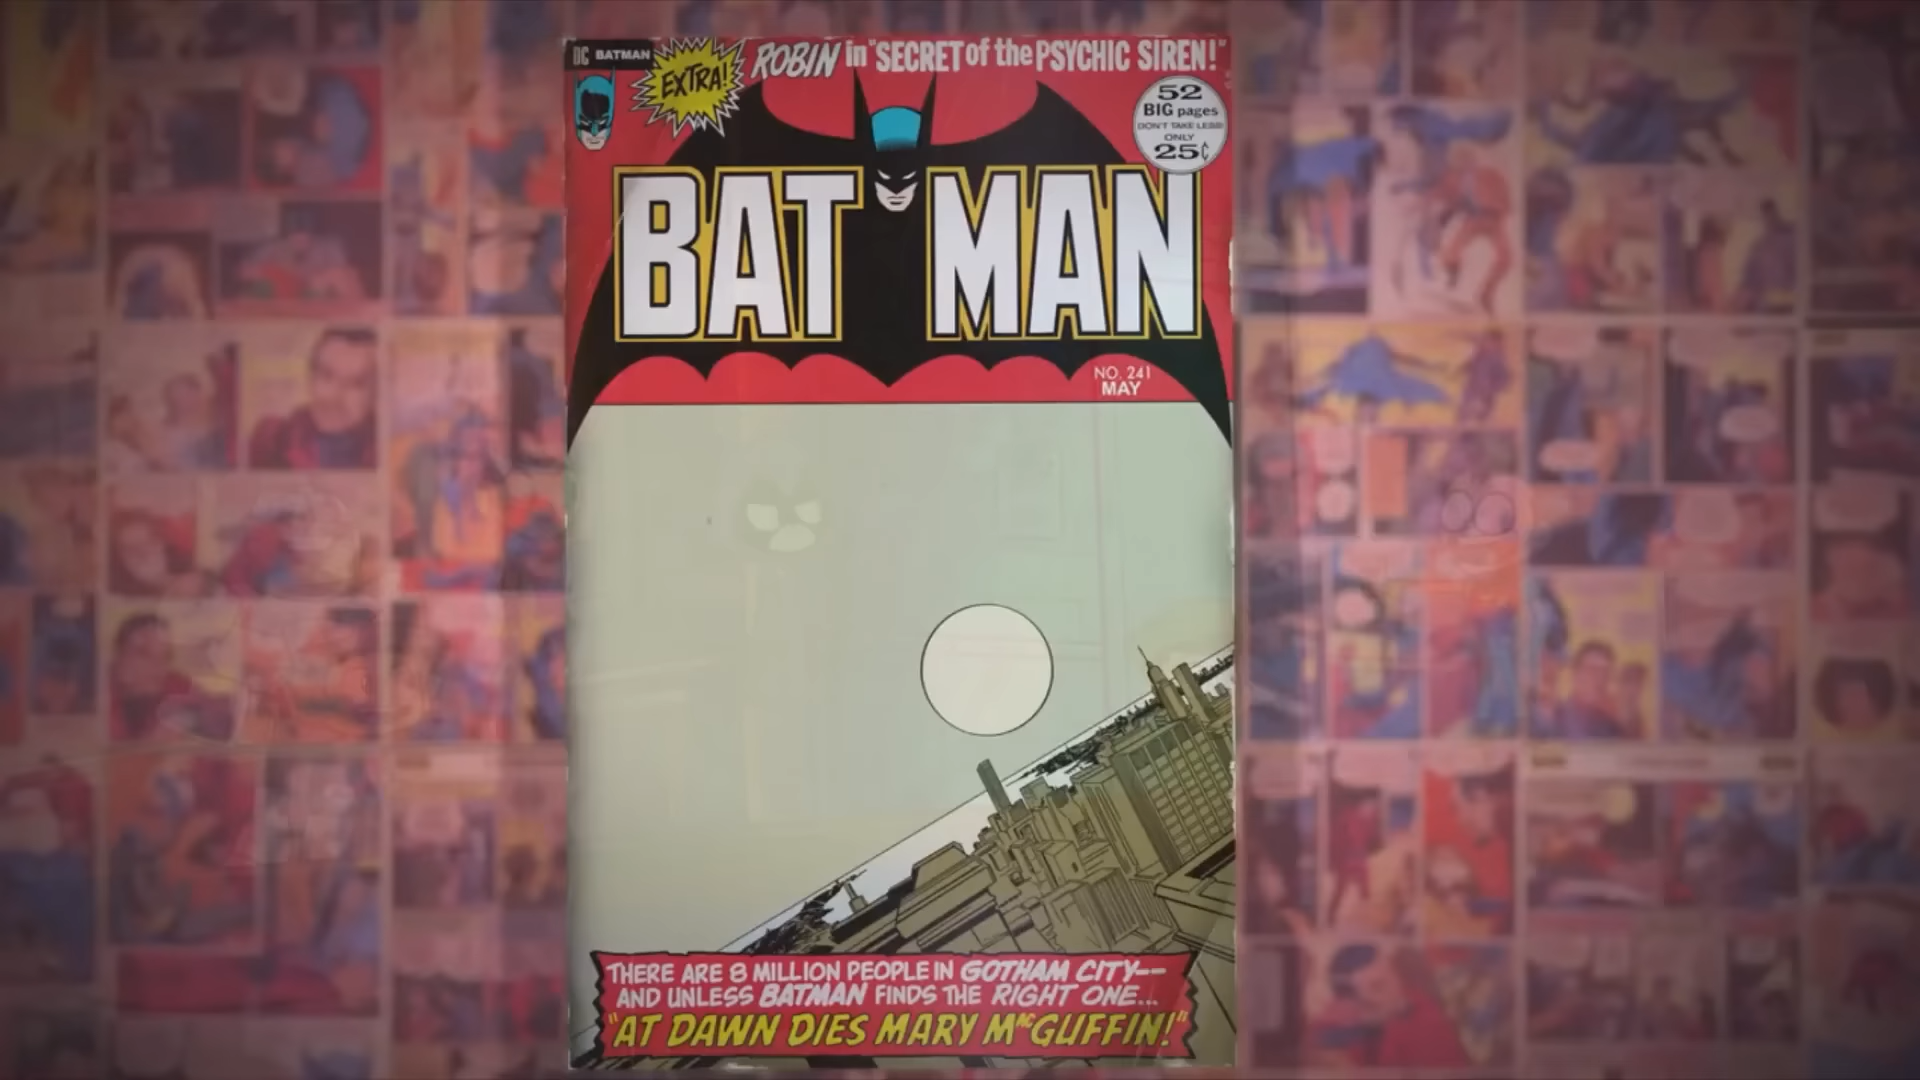 DC BATMAN
EXTRA!
ROBIN in "SECRET of the PSYCHIC SIREN!"
52
BIG pages
DON'T TAKE LESS!
ONLY
25¢
BATMAN
NO. 241
MAY
THERE ARE 8 MILLION PEOPLE IN GOTHAM CITY--
AND UNLESS BATMAN FINDS THE RIGHT ONE...
"AT DAWN DIES MARY MACGUFFIN!"